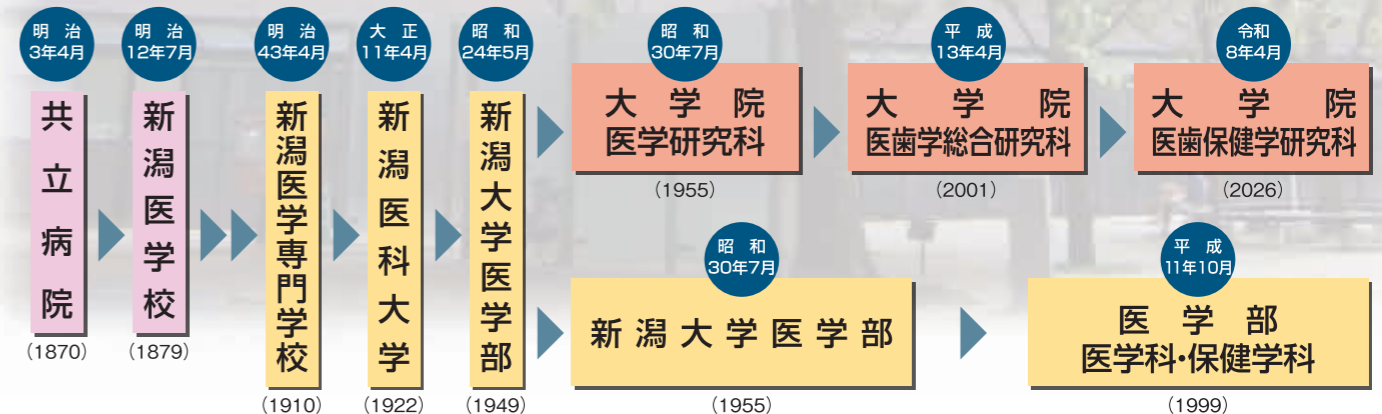 明治
3年4月
共立病院
(1870)
明治
12年7月
新潟医学校
(1879)
明治
43年4月
新潟医学専門学校
(1910)
大正
11年4月
新潟医科大学
(1922)
昭和
24年5月
新潟大学医学部
(1949)
昭和
30年7月
大学院
医学研究科
(1955)
平成
13年4月
大学院
医歯学総合研究科
(2001)
令和
8年4月
大学院
医歯保健学研究科
(2026)
昭和
30年7月
新潟大学医学部
(1955)
平成
11年10月
医学部
医学科・保健学科
(1999)